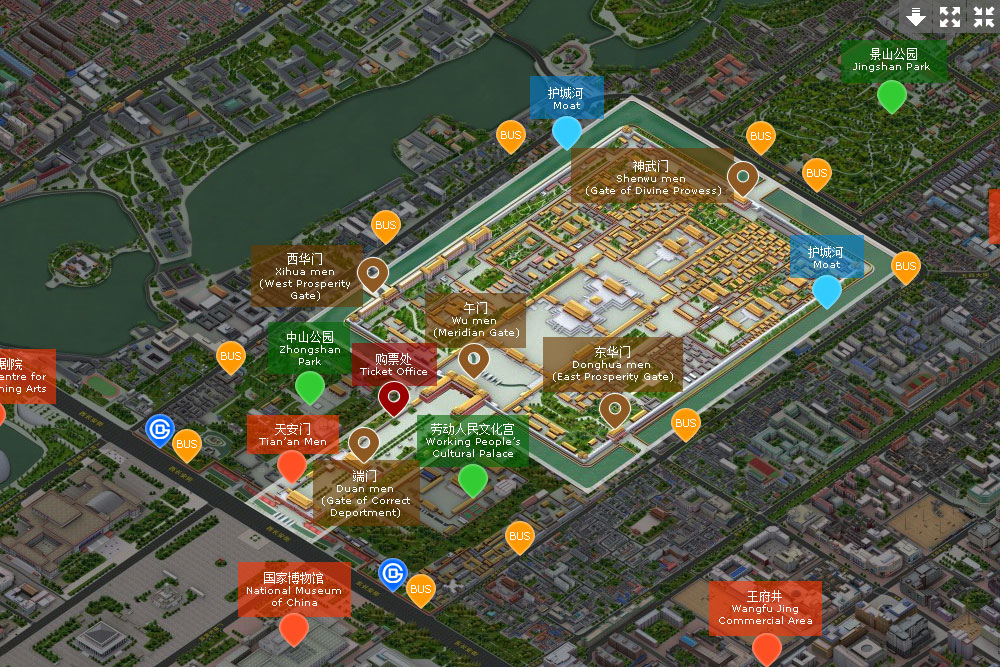 景山公园
Jingshan Park
护城河
Moat
BUS
BUS
神武门
Shenwu men
(Gate of Divine Prowess)
BUS
BUS
护城河
Moat
BUS
西华门
Xihua men
(West Prosperity
Gate)
午门
Wu men
(Meridian Gate)
中山公园
Zhongshan
Park
BUS
购票处
Ticket Office
东华门
Donghua men
(East Prosperity Gate)
剧院
entre for
ning Arts
BUS
BUS
天安门
Tian'an Men
劳动人民文化宫
Working People's
Cultural Palace
端门
Duan men
(Gate of Correct
Deportment)
BUS
BUS
国家博物馆
National Museum
of China
王府井
Wangfu Jing
Commercial Area